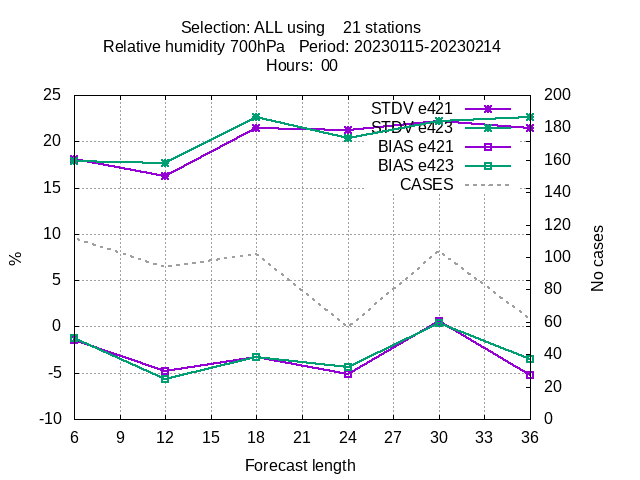 Selection: ALL using    21 stations
Relative humidity 700hPa   Period: 20230115-20230214
Hours:  00
25
20
15
10
5
0
-5
-10
%
STDV e421
STDV e423
BIAS e421
BIAS e423
CASES
200
180
160
140
120
100
80
60
40
20
0
No cases
6 9 12 15 18 21 24 27 30 33 36
Forecast length